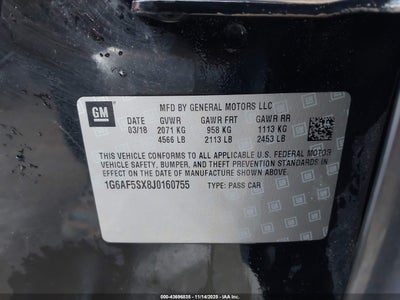 GM
MFD BY GENERAL MOTORS LLC
DATE GVWR GAWR FRT GAWR RR
03/18 2071 KG 958 KG 1113 KG
4566 LB 2113 LB 2453 LB
THIS VEHICLE CONFORMS TO ALL APPLICABLE U.S. FEDERAL MOTOR
VEHICLE SAFETY, BUMPER, AND THEFT PREVENTION STANDARDS
IN EFFECT ON THE DATE OF MANUFACTURE SHOWN ABOVE.
1G6AF5SX8J0160755 TYPE: PASS CAR
000-43696835 - 11/14/2025 - IAAI.COM